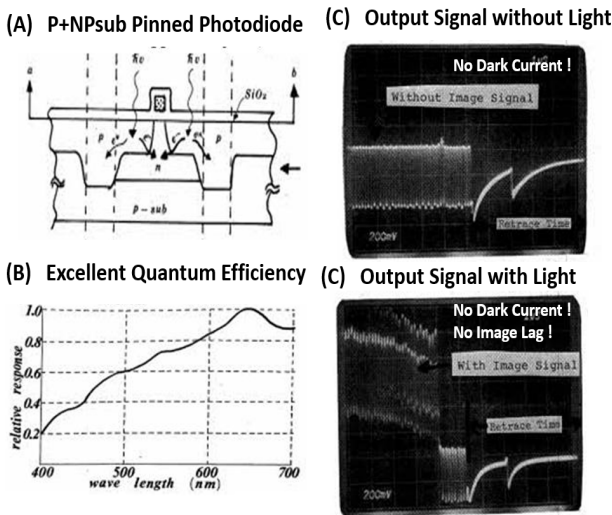 (A) P+NPsub Pinned Photodiode
ħν ħν
a b
SiO₂
p e⁻ e⁻ p
n
p-sub
(B) Excellent Quantum Efficiency
relative response
1.0
0.8
0.6
0.4
0.2
400 500 600 700
wave length (nm)
(C) Output Signal without Light
No Dark Current !
Without Image Signal
Retrace Time
200mV
(C) Output Signal with Light
No Dark Current !
No Image Lag !
With Image Signal
Retrace Time
200mV